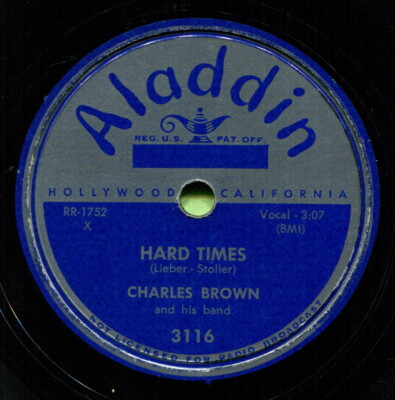 Aladdin
REG. U.S. PAT. OFF.
HOLLYWOOD CALIFORNIA
RR-1752
X
Vocal - 3:07
(BMI)
HARD TIMES
(Lieber - Stoller)
CHARLES BROWN
and his band
3116
NOT LICENSED FOR RADIO BROADCAST